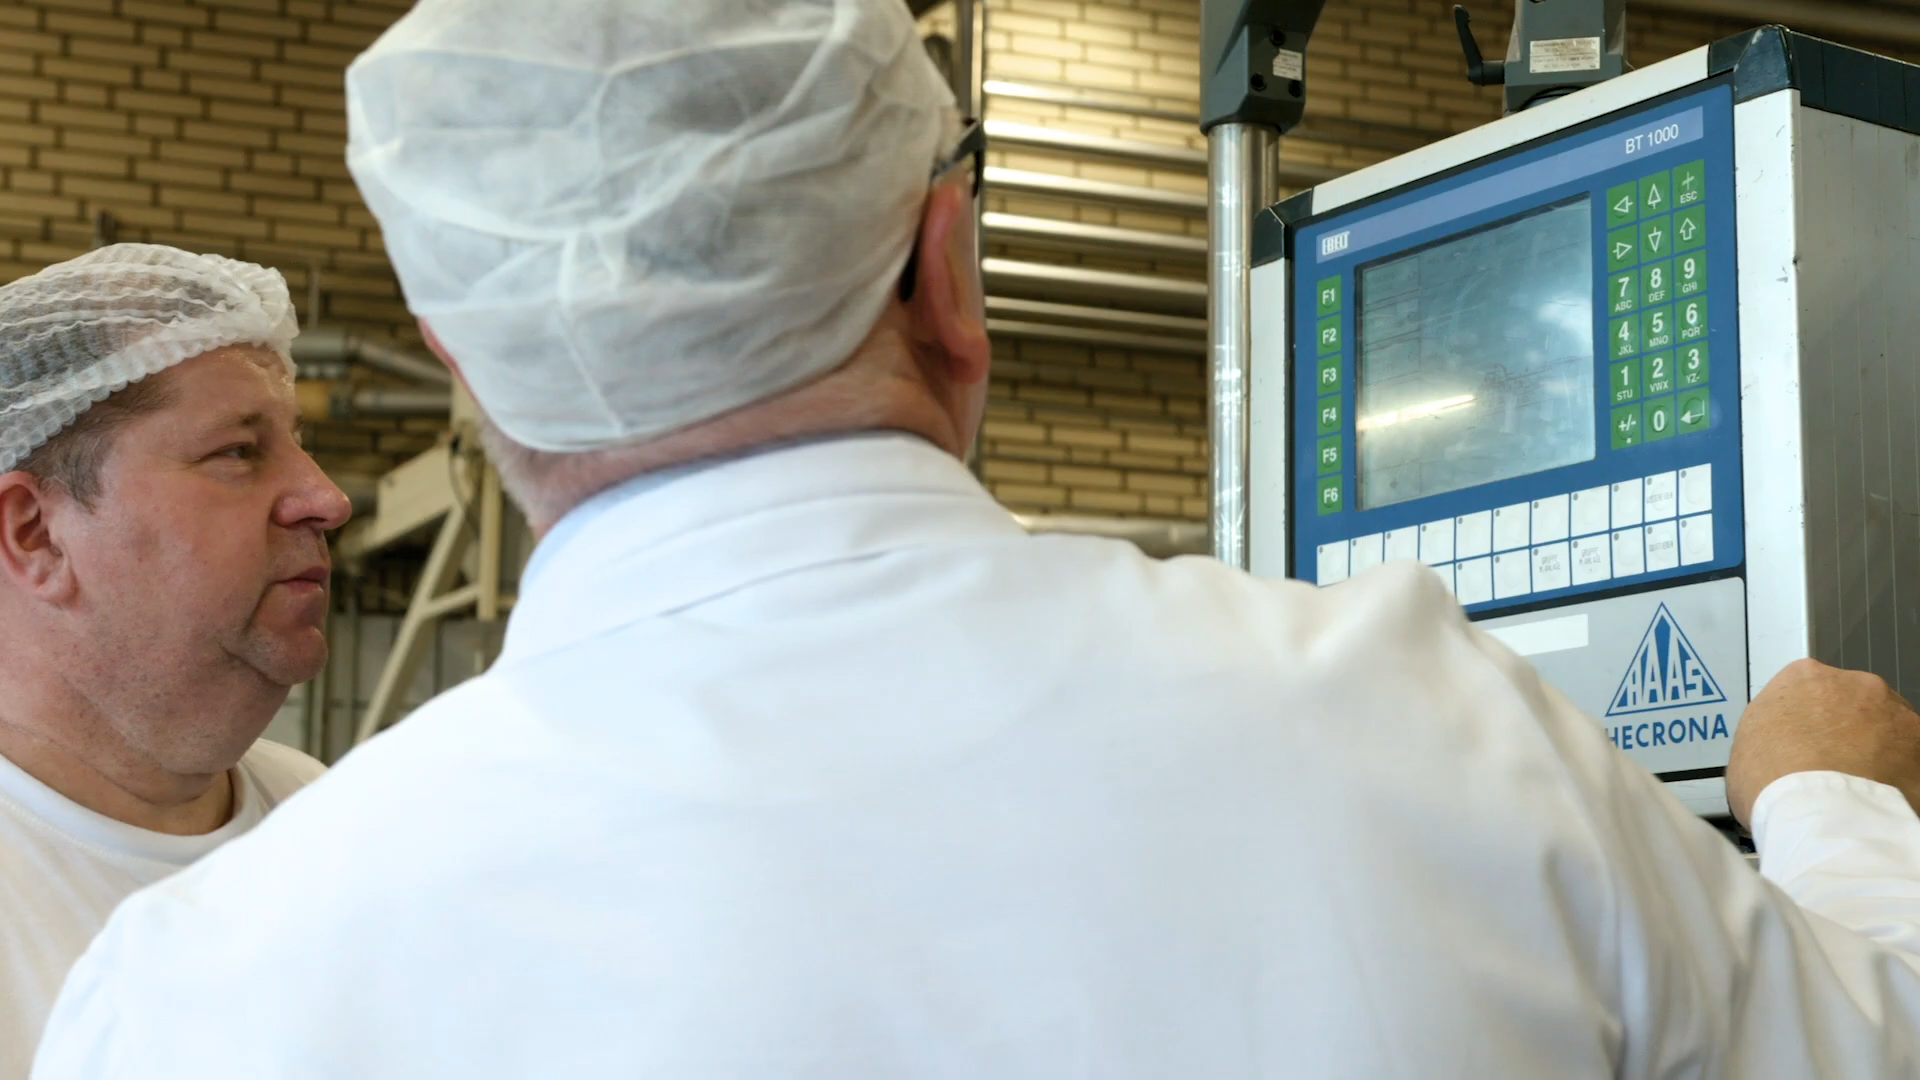 BT 1000
EBELT
ESC
F1
F2
F3
F4
F5
F6
7 8 9
ABC DEF GHI
4 5 6
JKL MNO PQR
1 2 3
STU VWX YZ-
+/- 0
.
HAAS
HECRONA